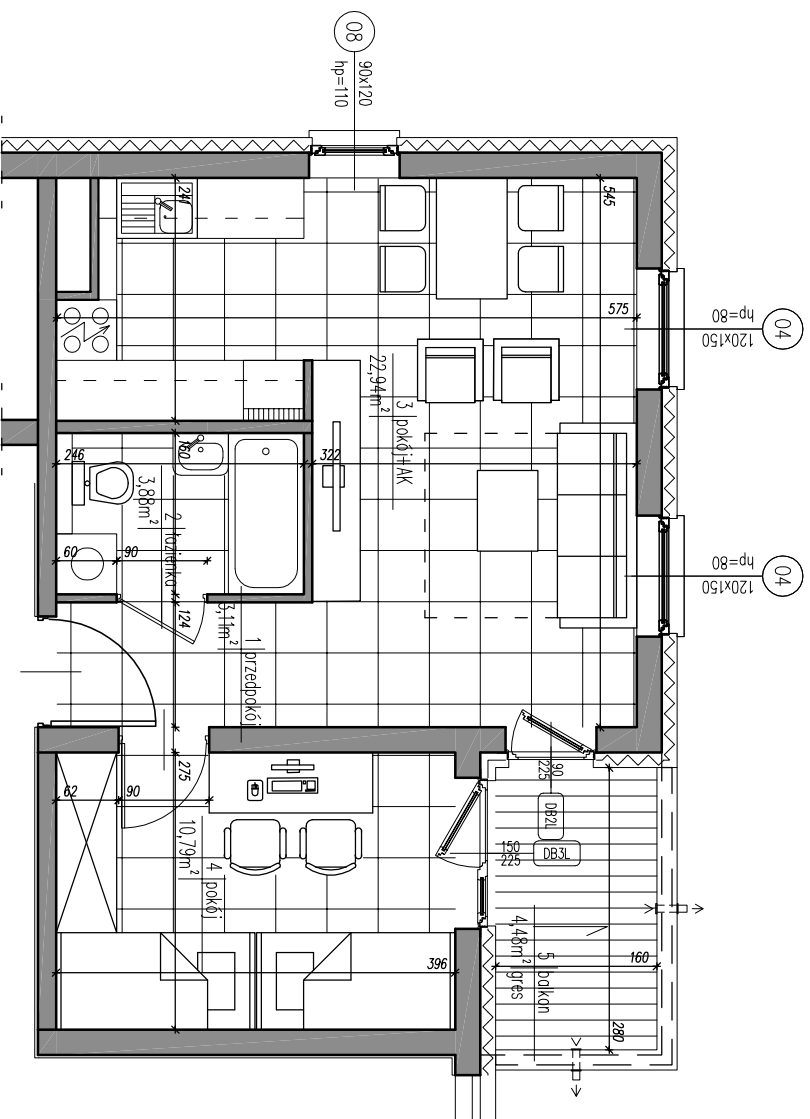 08
90x120
hp=110
04
120x150
hp=80
04
120x150
hp=80
545
241
575
3 pokój+AK
22,94m²
246
160
322
2 łazienka
3,88m²
60
90
124
1 przedpokój
3,11m²
275
62
90
4 pokój
10,79m²
396
90
225
DB2L
150
225
DB3L
5 balkon
4,48m² gres
160
280